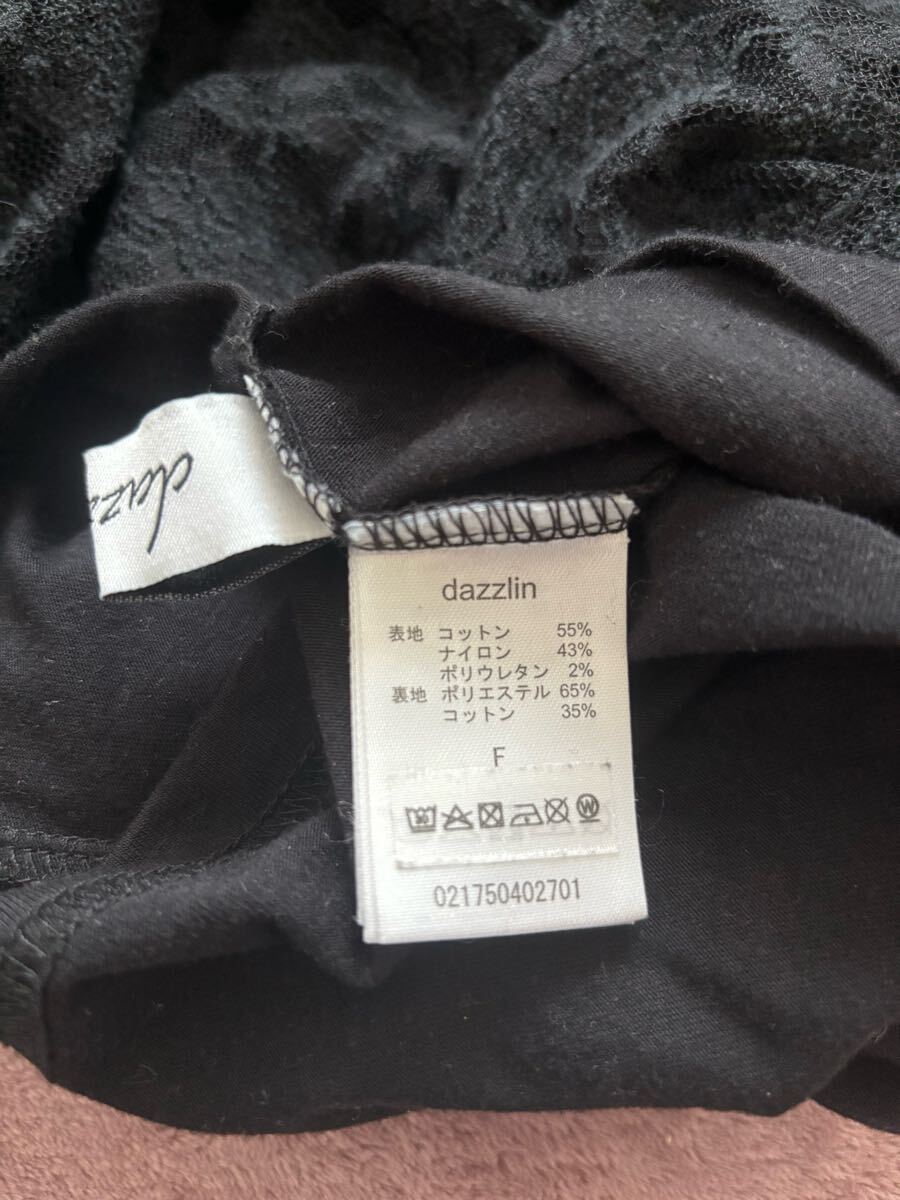 dazz
dazzlin
表地 コットン 55%
ナイロン 43%
ポリウレタン 2%
裏地 ポリエステル 65%
コットン 35%
F
021750402701